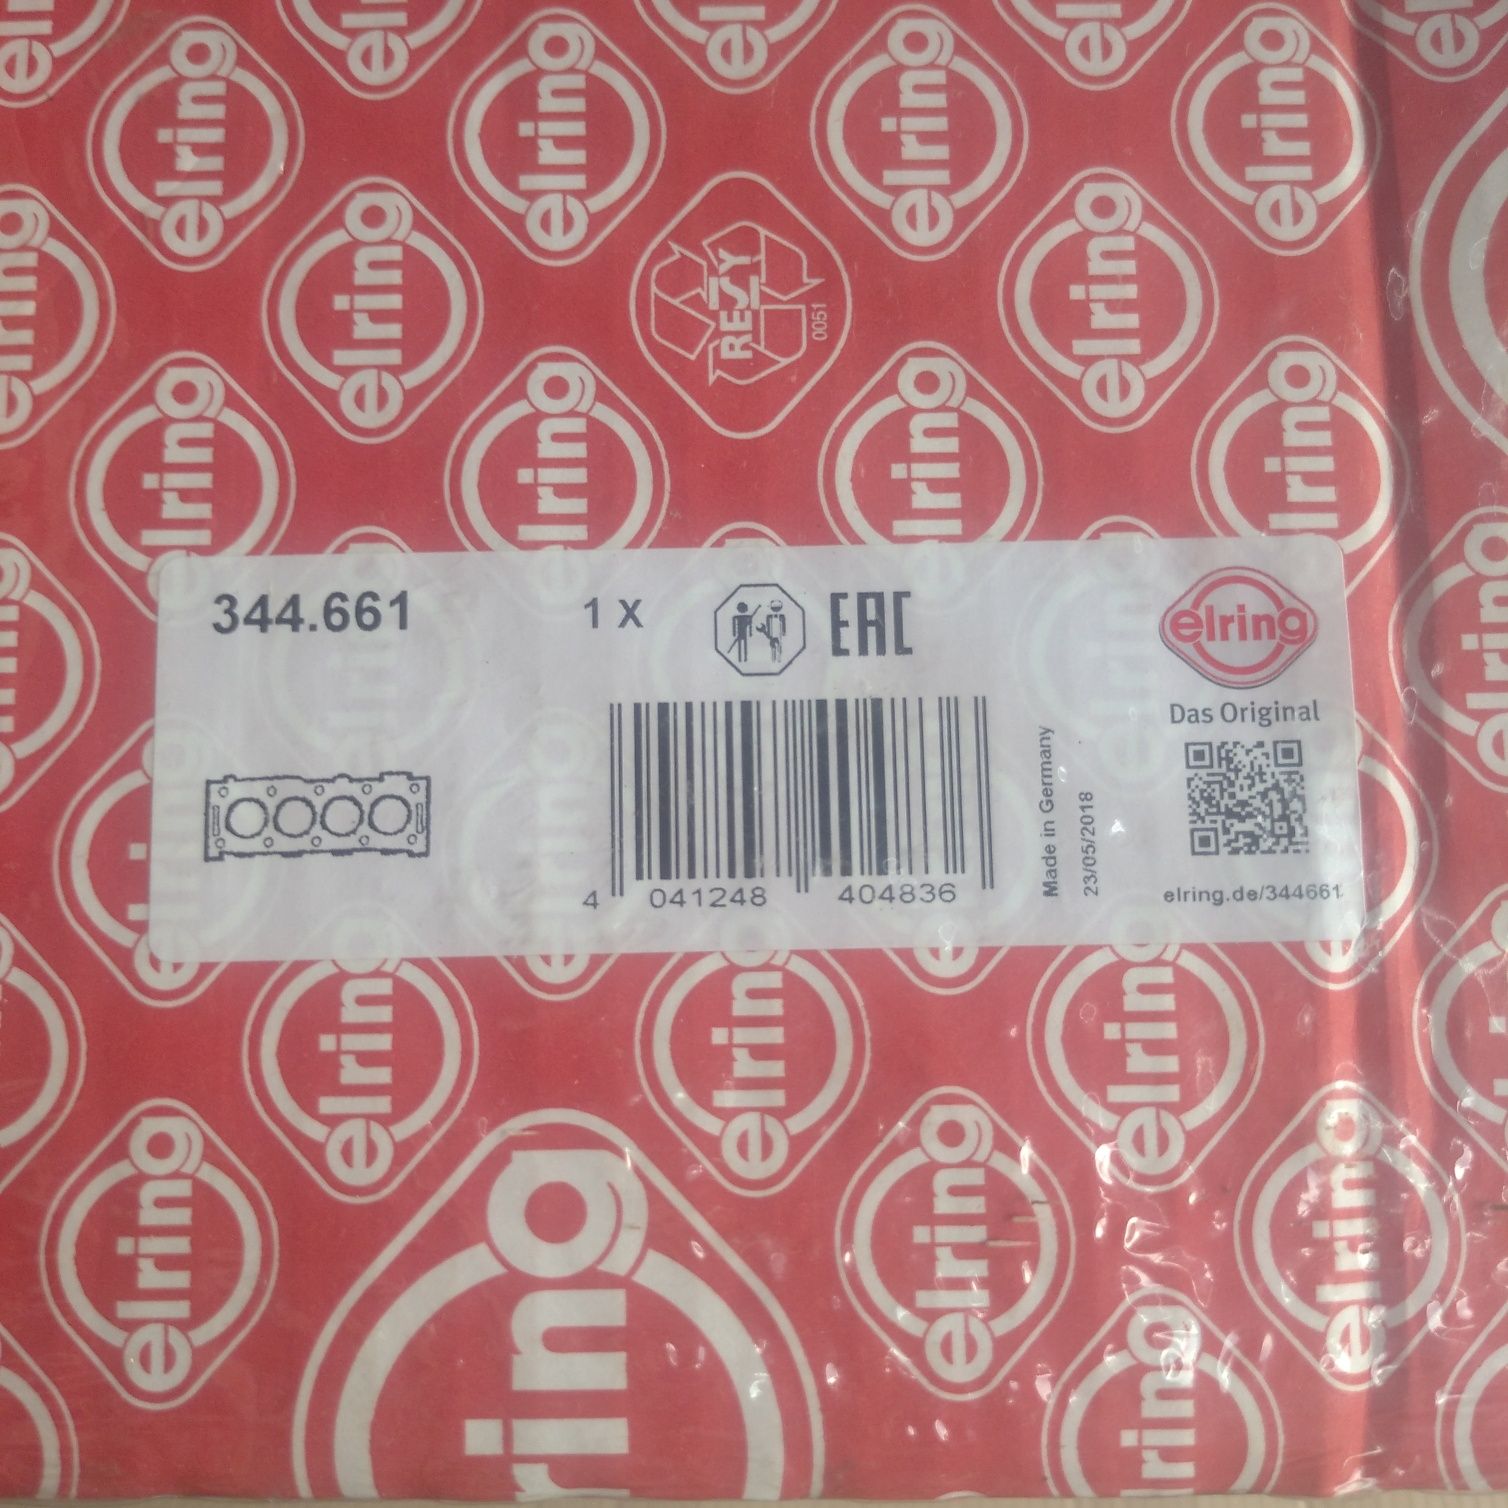 elring
RESY
0051
344.661
1 X
EAC
elring
Das Original
Made in Germany
23/05/2018
4 041248 404836
elring.de/344661